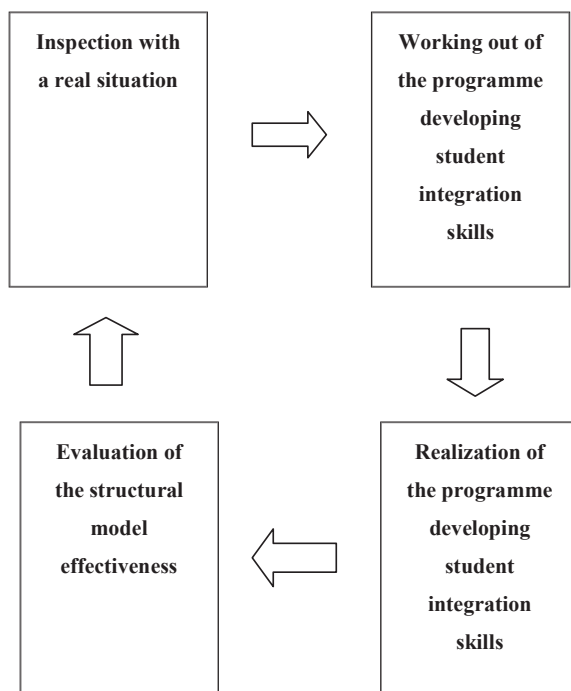 Inspection with
a real situation
Working out of
the programme
developing
student
integration
skills
Evaluation of
the structural
model
effectiveness
Realization of
the programme
developing
student
integration
skills